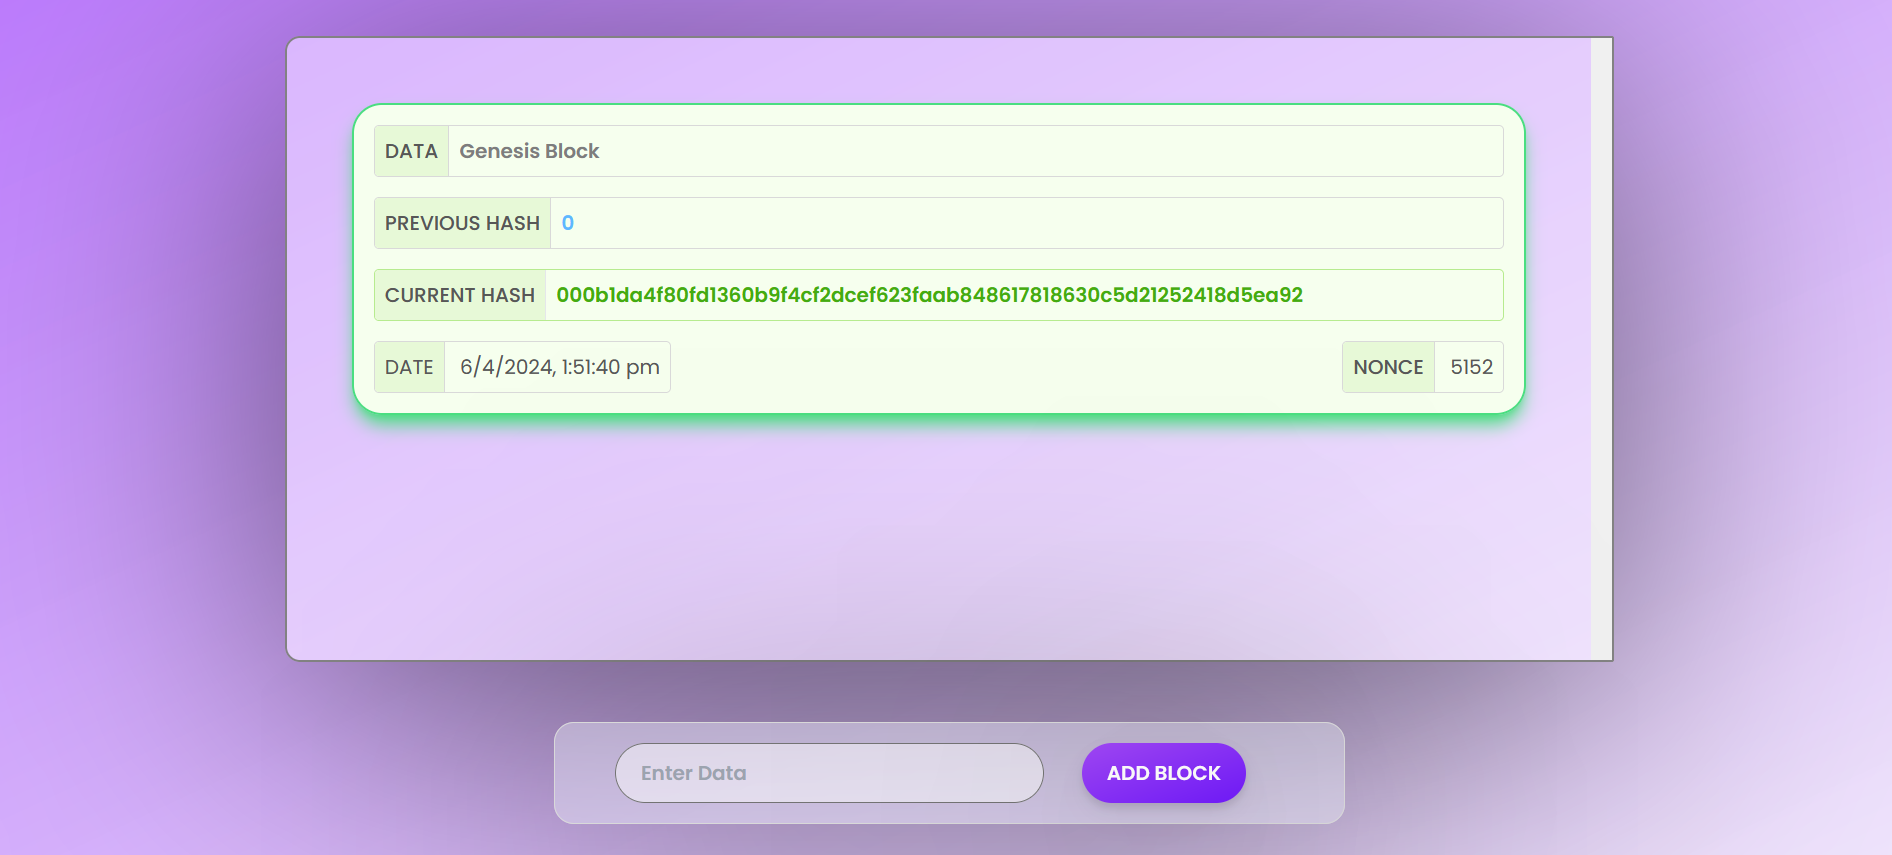 DATA Genesis Block
PREVIOUS HASH 0
CURRENT HASH 000b1da4f80fd1360b9f4cf2dcef623faab848617818630c5d21252418d5ea92
DATE 6/4/2024, 1:51:40 pm NONCE 5152
Enter Data ADD BLOCK